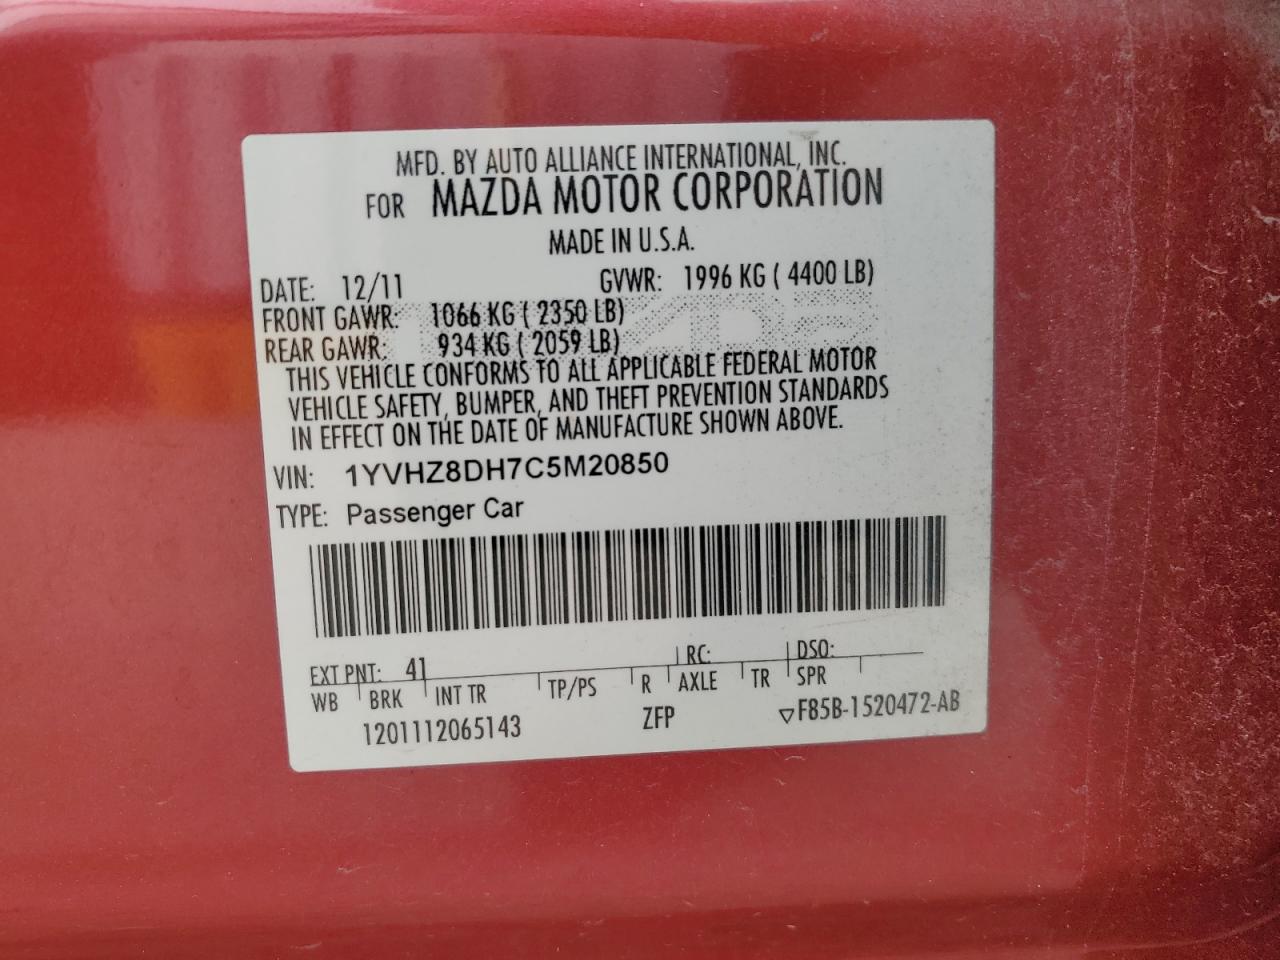 MFD. BY AUTO ALLIANCE INTERNATIONAL, INC.
FOR MAZDA MOTOR CORPORATION
MADE IN U.S.A.
DATE: 12/11 GVWR: 1996 KG ( 4400 LB)
FRONT GAWR: 1066 KG ( 2350 LB)
REAR GAWR: 934 KG ( 2059 LB)
THIS VEHICLE CONFORMS TO ALL APPLICABLE FEDERAL MOTOR
VEHICLE SAFETY, BUMPER, AND THEFT PREVENTION STANDARDS
IN EFFECT ON THE DATE OF MANUFACTURE SHOWN ABOVE.
VIN: 1YVHZ8DH7C5M20850
TYPE: Passenger Car
EXT PNT: 41 RC: DSO:
WB BRK INT TR TP/PS R AXLE TR SPR
1201112065143 ZFP ▽F85B-1520472-AB